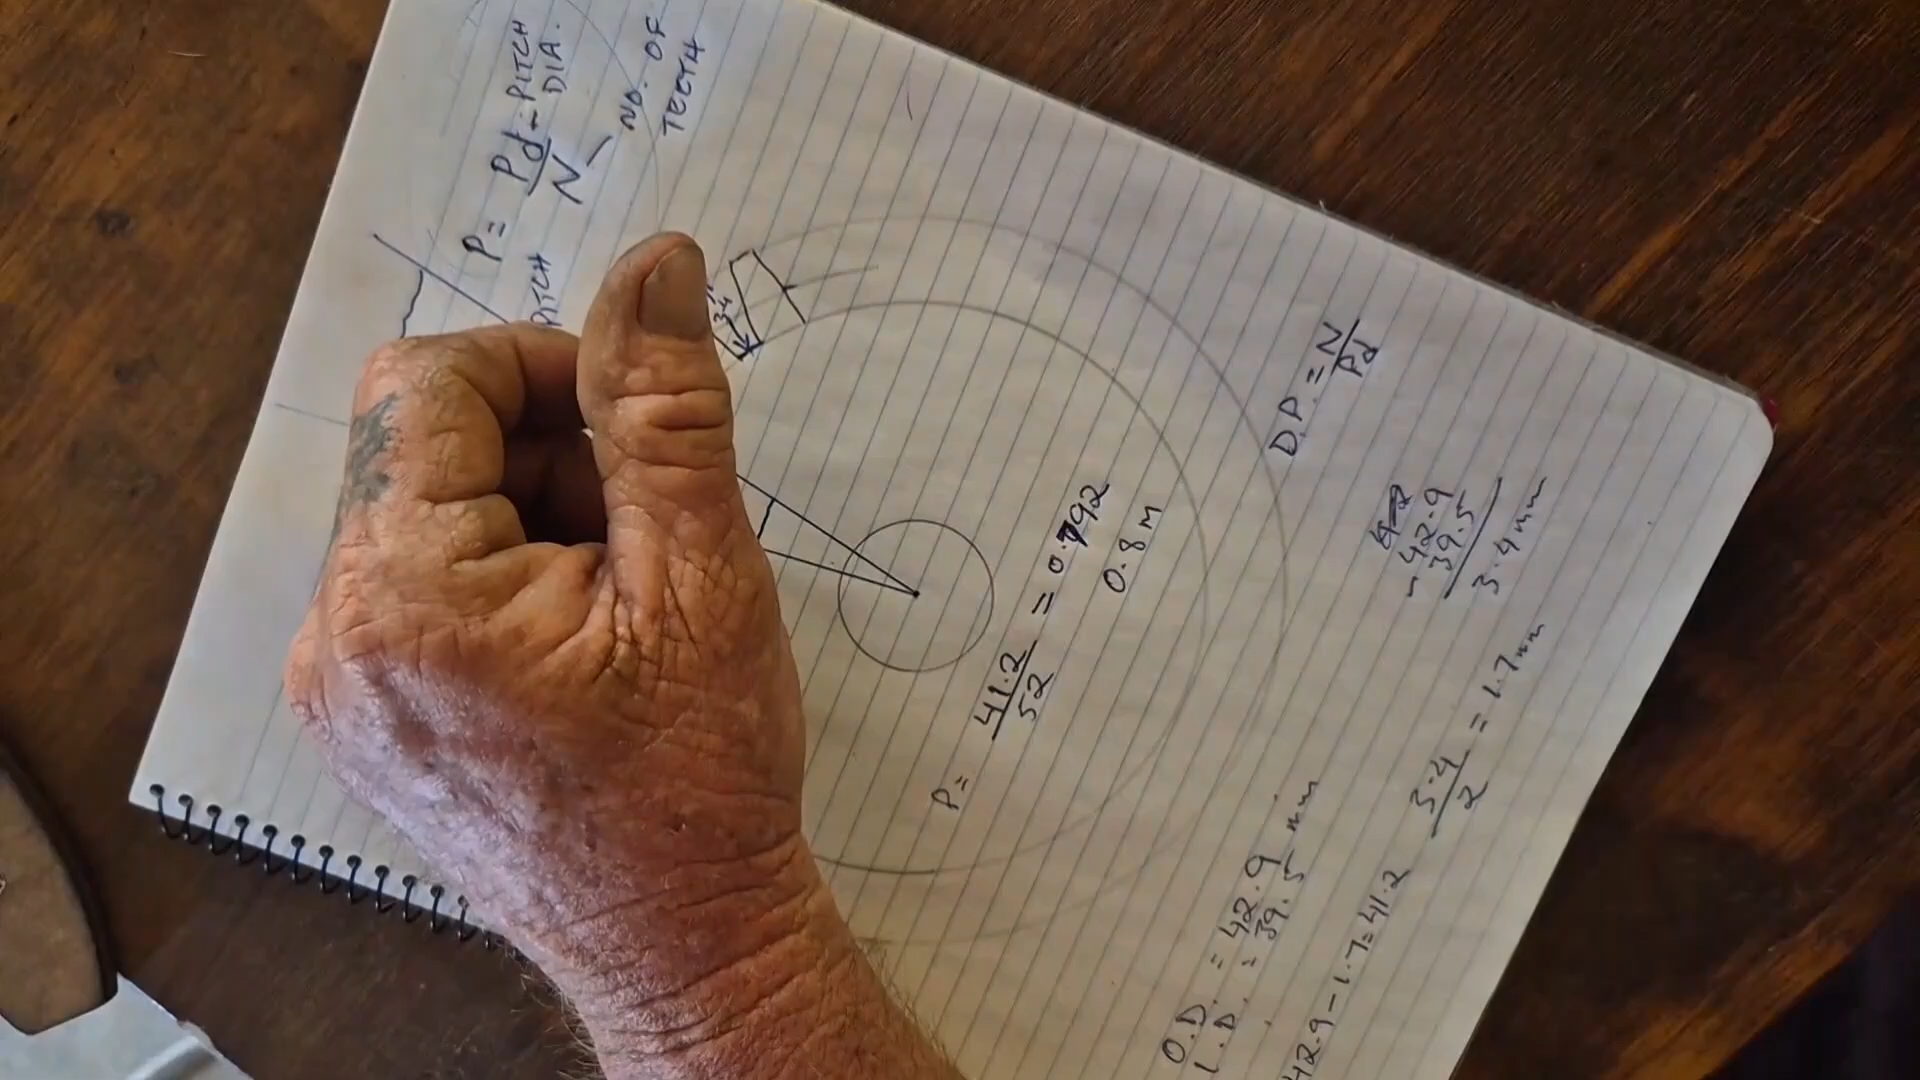 P = Pd - PITCH DIA.
N - NO. OF TEETH
PITCH
3.4
P = 41.2 / 52 = 0.792
0.8 M
D.P. = N / Pd
O.D. = 42.9 mm
I.D. = 39.5
42.9 - 1.7 = 41.2
- 42.9
39.5
3.4 mm
3.4 / 2 = 1.7 mm